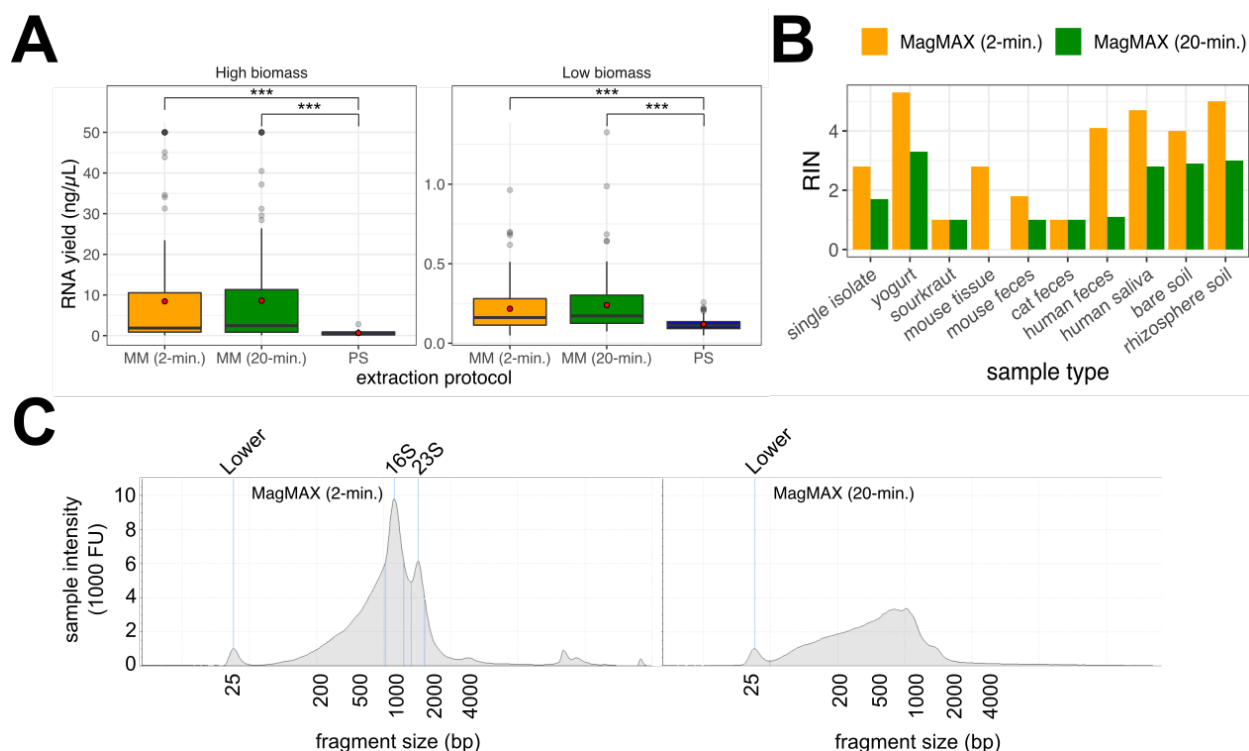 A
High biomass
Low biomass
***
***
***
***
RNA yield (ng/µL)
50
40
30
20
10
0
1.0
0.5
0.0
MM (2-min.)
MM (20-min.)
PS
MM (2-min.)
MM (20-min.)
PS
extraction protocol
B
MagMAX (2-min.)
MagMAX (20-min.)
RIN
4
2
0
single isolate
yogurt
sourkraut
mouse tissue
mouse feces
cat feces
human feces
human saliva
bare soil
rhizosphere soil
sample type
C
Lower
16S
23S
Lower
MagMAX (2-min.)
MagMAX (20-min.)
sample intensity
(1000 FU)
10
8
6
4
2
0
25
200
500
1000
2000
4000
25
200
500
1000
2000
4000
fragment size (bp)
fragment size (bp)